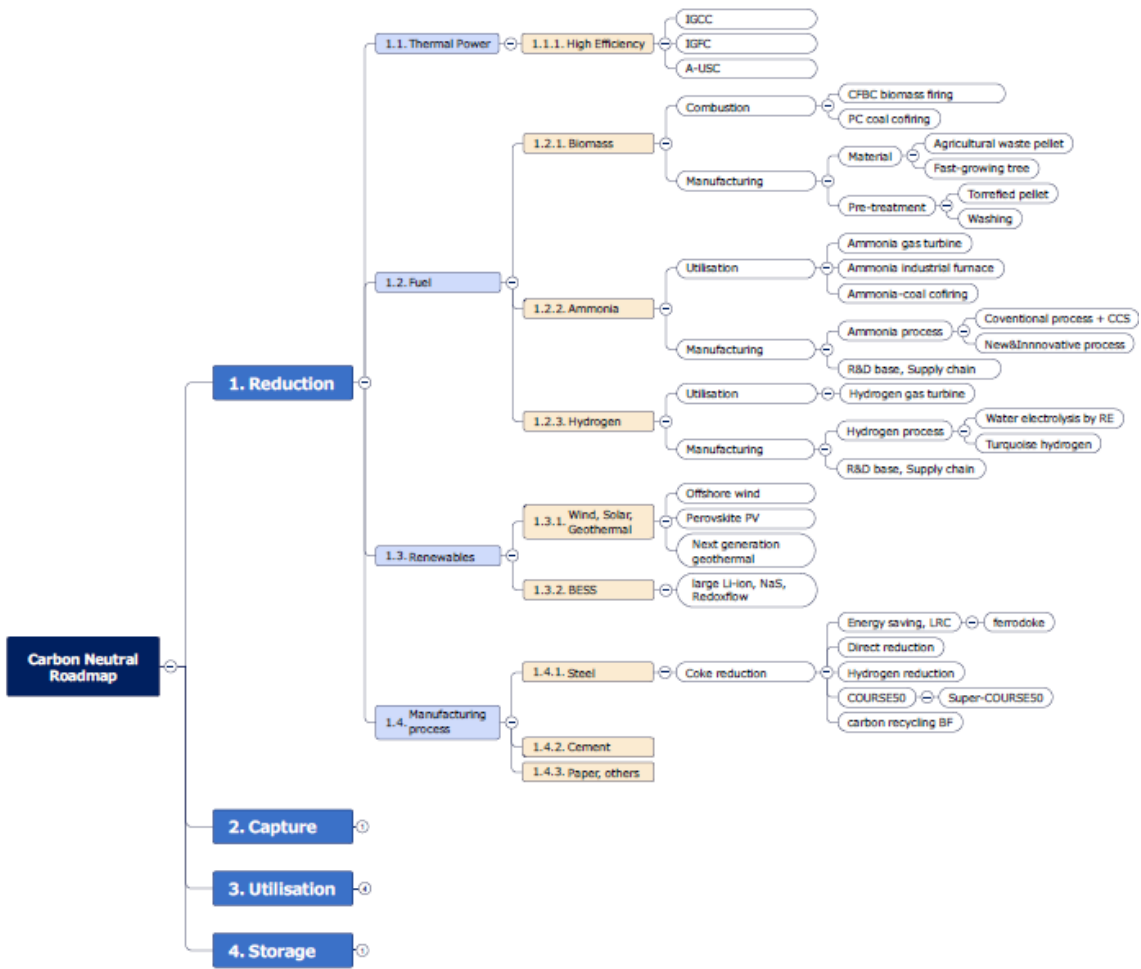 Carbon Neutral
Roadmap
1. Reduction
1.1. Thermal Power
1.1.1. High Efficiency
IGCC
IGFC
A-USC
1.2. Fuel
1.2.1. Biomass
Combustion
CFBC biomass firing
PC coal cofiring
Manufacturing
Material
Agricultural waste pellet
Fast-growing tree
Pre-treatment
Torrefied pellet
Washing
1.2.2. Ammonia
Utilisation
Ammonia gas turbine
Ammonia industrial furnace
Ammonia-coal cofiring
Manufacturing
Ammonia process
Coventional process + CCS
New&Innnovative process
R&D base, Supply chain
1.2.3. Hydrogen
Utilisation
Hydrogen gas turbine
Manufacturing
Hydrogen process
Water electrolysis by RE
Turquoise hydrogen
R&D base, Supply chain
1.3. Renewables
1.3.1. Wind, Solar,
Geothermal
Offshore wind
Perovskite PV
Next generation
geothermal
1.3.2. BESS
large Li-ion, NaS,
Redoxflow
1.4. Manufacturing
process
1.4.1. Steel
Coke reduction
Energy saving, LRC
ferrodoke
Direct reduction
Hydrogen reduction
COURSE50
Super-COURSE50
carbon recycling BF
1.4.2. Cement
1.4.3. Paper, others
2. Capture
1
3. Utilisation
4
4. Storage
1